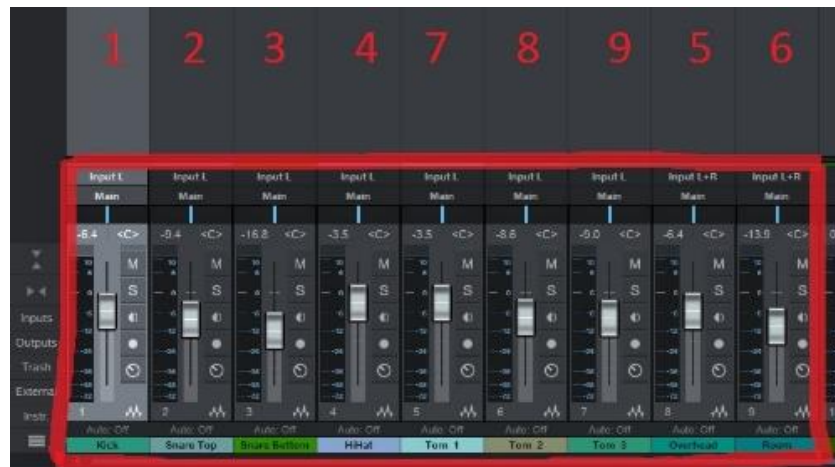 1 2 3 4 7 8 9 5 6
Input L Input L Input L Input L Input L Input L Input L Input L+R Input L+R
Main Main Main Main Main Main Main Main Main
-6.4 <C> -9.4 <C> -16.8 <C> -3.5 <C> -3.5 <C> -8.6 <C> -9.0 <C> -6.4 <C> -13.9 <C>
M M M M M M M M M
S S S S S S S S S
Inputs
Outputs
Trash
External
Instr.
1 2 3 4 5 6 7 8 9
Auto: Off Auto: Off Auto: Off Auto: Off Auto: Off Auto: Off Auto: Off Auto: Off Auto: Off
Kick Snare Top Snare Bottom HiHat Tom 1 Tom 2 Tom 3 Overhead Room